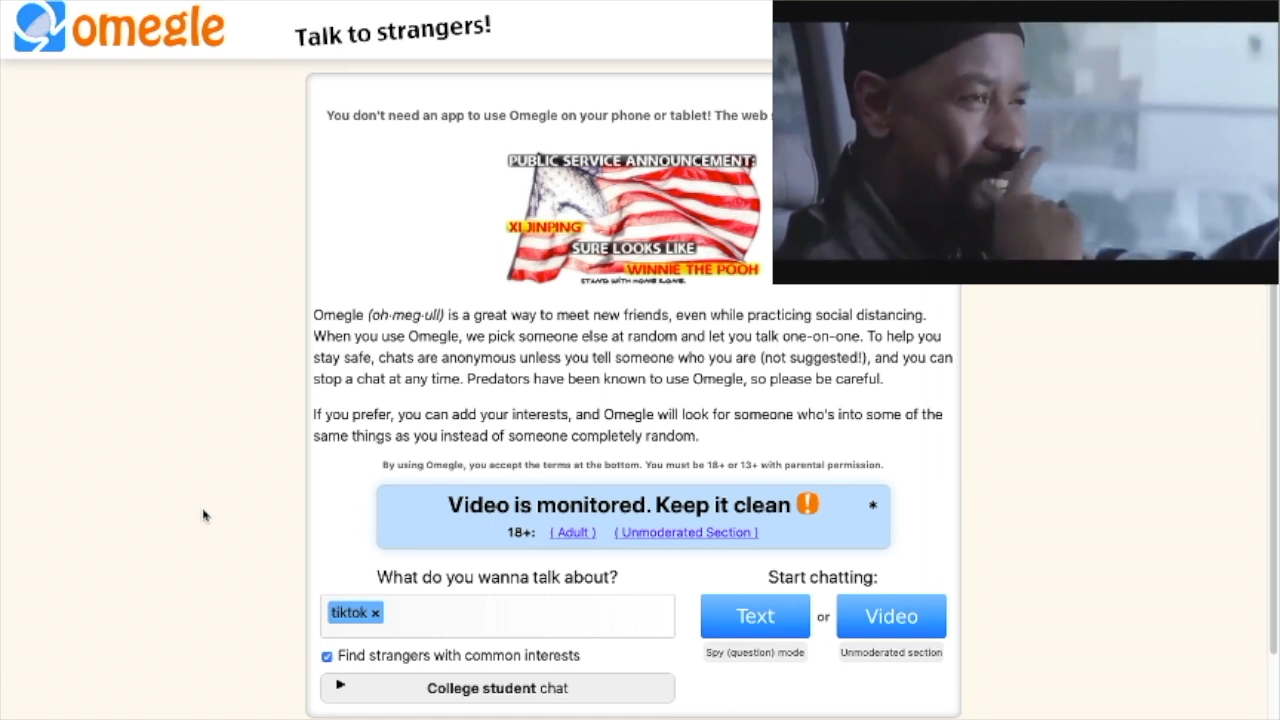 omegle
Talk to strangers!
You don't need an app to use Omegle on your phone or tablet! The web
PUBLIC SERVICE ANNOUNCEMENT:
XI JINPING
SURE LOOKS LIKE
WINNIE THE POOH
STAND WITH HONG KONG.
Omegle (oh·meg·ull) is a great way to meet new friends, even while practicing social distancing.
When you use Omegle, we pick someone else at random and let you talk one-on-one. To help you
stay safe, chats are anonymous unless you tell someone who you are (not suggested!), and you can
stop a chat at any time. Predators have been known to use Omegle, so please be careful.
If you prefer, you can add your interests, and Omegle will look for someone who's into some of the
same things as you instead of someone completely random.
By using Omegle, you accept the terms at the bottom. You must be 18+ or 13+ with parental permission.
Video is monitored. Keep it clean ! *
18+: ( Adult ) ( Unmoderated Section )
What do you wanna talk about? Start chatting:
tiktok × Text or Video
Spy (question) mode Unmoderated section
Find strangers with common interests
College student chat